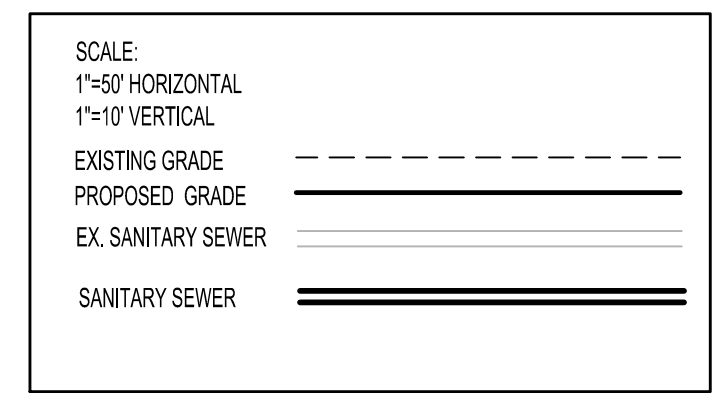 SCALE:
1"=50' HORIZONTAL
1"=10' VERTICAL
EXISTING GRADE
PROPOSED GRADE
EX. SANITARY SEWER
SANITARY SEWER